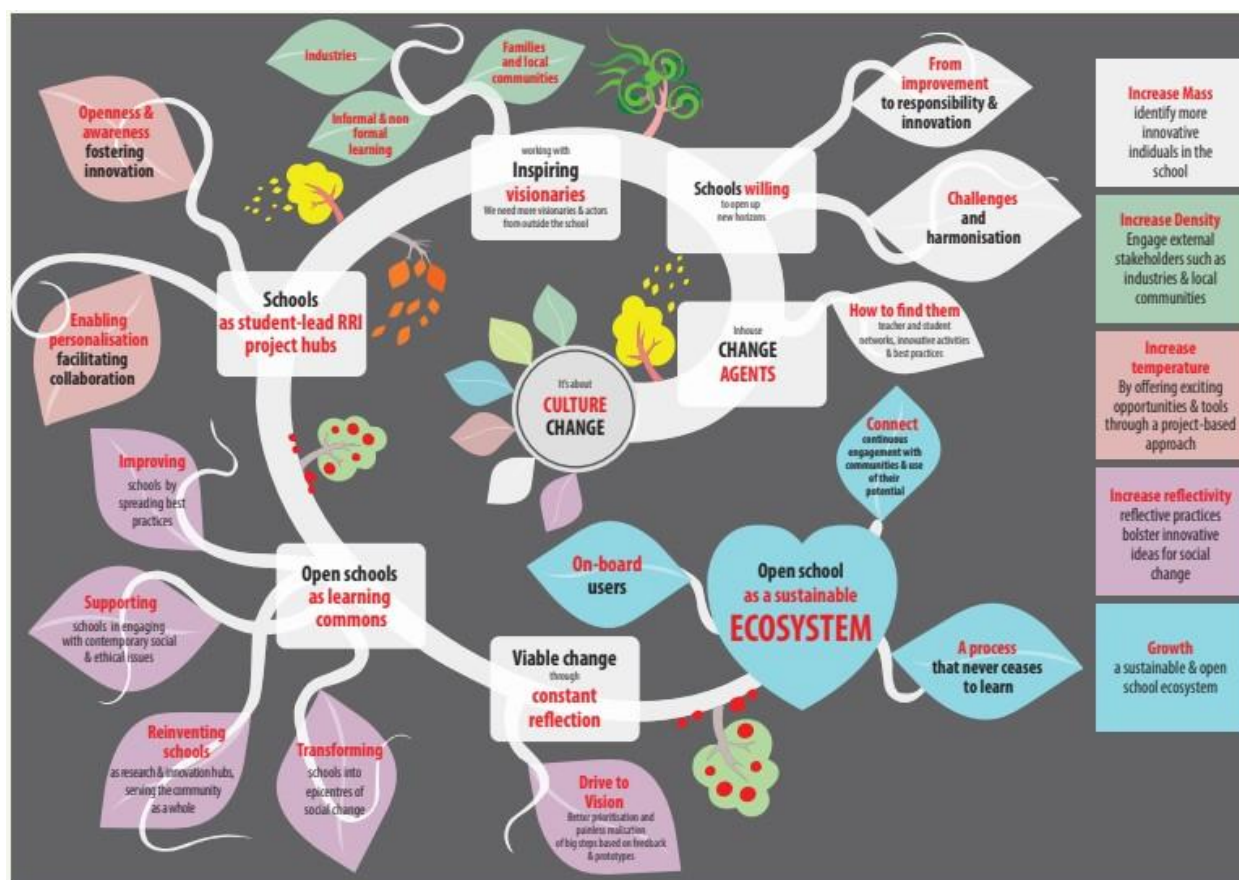 Industries
Families
and local
communities
Informal & non
formal
learning
Openness &
awareness
fostering
innovation
Enabling
personalisation
facilitating
collaboration
Schools
as student-lead RRI
project hubs
working with
Inspiring
visionaries
We need more visionaries & actors
from outside the school
Schools willing
to open up
new horizons
From
improvement
to responsibility &
innovation
Challenges
and
harmonisation
How to find them
teacher and student
networks, innovative activities
& best practices
Inhouse
CHANGE
AGENTS
It's about
CULTURE
CHANGE
Improving
schools by
spreading best
practices
Supporting
schools in engaging
with contemporary social
& ethical issues
Reinventing
schools
as research & innovation hubs,
serving the community
as a whole
Transforming
schools into
epicentres of
social change
Open schools
as learning
commons
Viable change
through
constant
reflection
Drive to
Vision
Better prioritisation and
painless realization
of big steps based on feedback
& prototypes
On-board
users
Open school
as a sustainable
ECOSYSTEM
Connect
continuous
engagement with
communities & use
of their
potential
A process
that never ceases
to learn
Increase Mass
identify more
innovative
indiduals in the
school
Increase Density
Engage external
stakeholders such as
industries & local
communities
Increase
temperature
By offering exciting
opportunities & tools
through a project-based
approach
Increase reflectivity
reflective practices
bolster innovative
ideas for social
change
Growth
a sustainable & open
school ecosystem